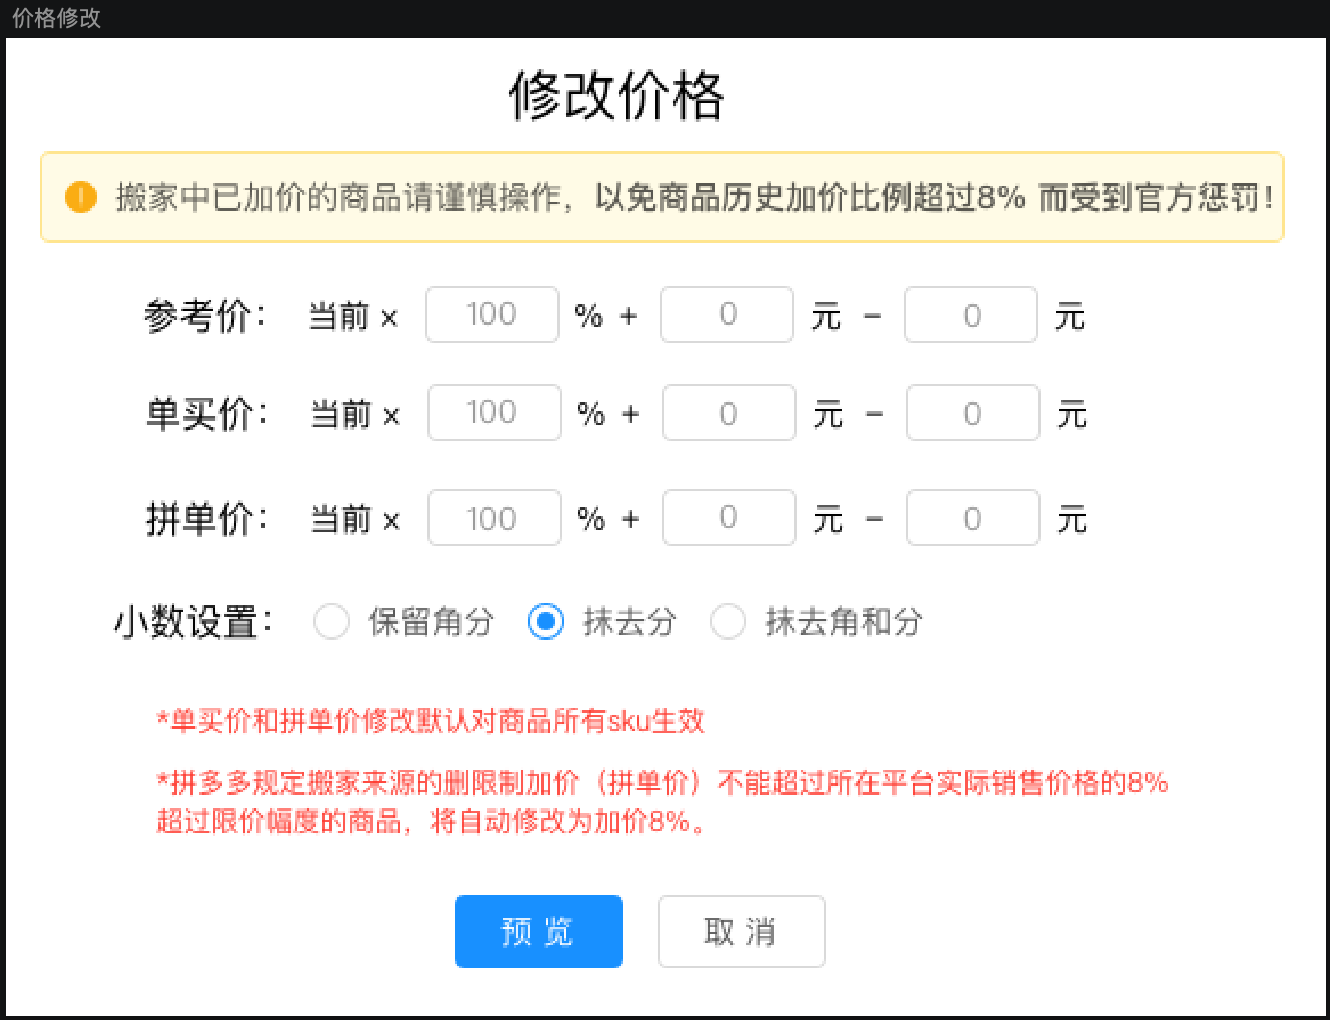 价格修改
修改价格
搬家中已加价的商品请谨慎操作，以免商品历史加价比例超过8% 而受到官方惩罚！
参考价： 当前 × 100 % + 0 元 - 0 元
单买价： 当前 × 100 % + 0 元 - 0 元
拼单价： 当前 × 100 % + 0 元 - 0 元
小数设置： 保留角分 抹去分 抹去角和分
*单买价和拼单价修改默认对商品所有sku生效
*拼多多规定搬家来源的删限制加价（拼单价）不能超过所在平台实际销售价格的8%
超过限价幅度的商品，将自动修改为加价8%。
预 览 取 消